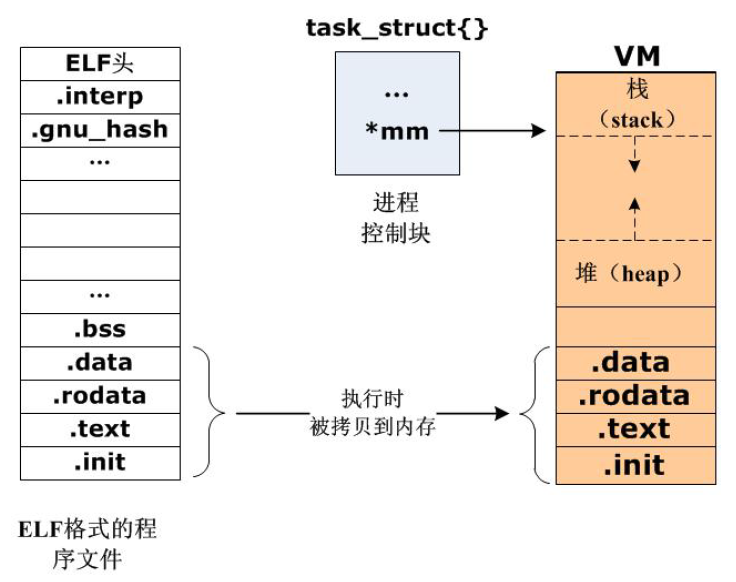 ELF头
.interp
.gnu_hash
...
...
.bss
.data
.rodata
.text
.init
ELF格式的程
序文件
task_struct{}
...
*mm
进程
控制块
执行时
被拷贝到内存
VM
栈
（stack）
堆（heap）
.data
.rodata
.text
.init